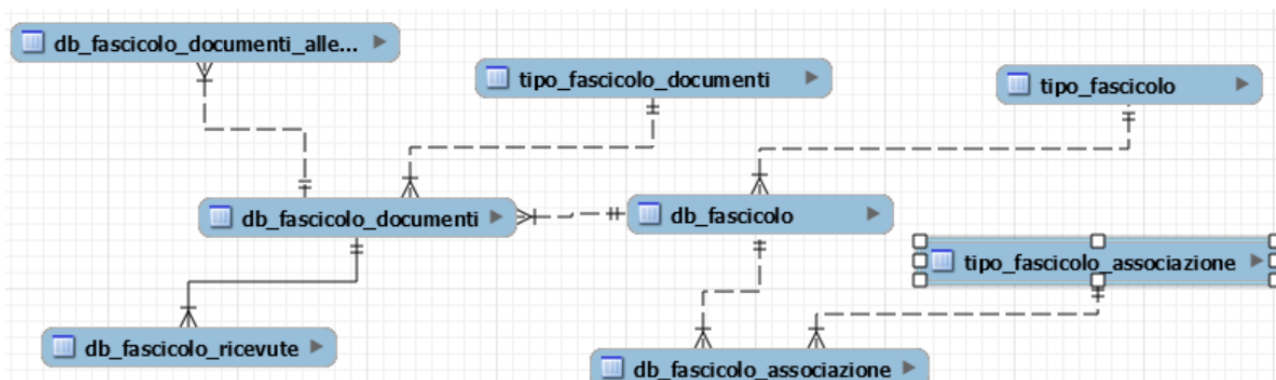 db_fascicolo_documenti_alle...
tipo_fascicolo_documenti
tipo_fascicolo
db_fascicolo_documenti
db_fascicolo
tipo_fascicolo_associazione
db_fascicolo_ricevute
db_fascicolo_associazione